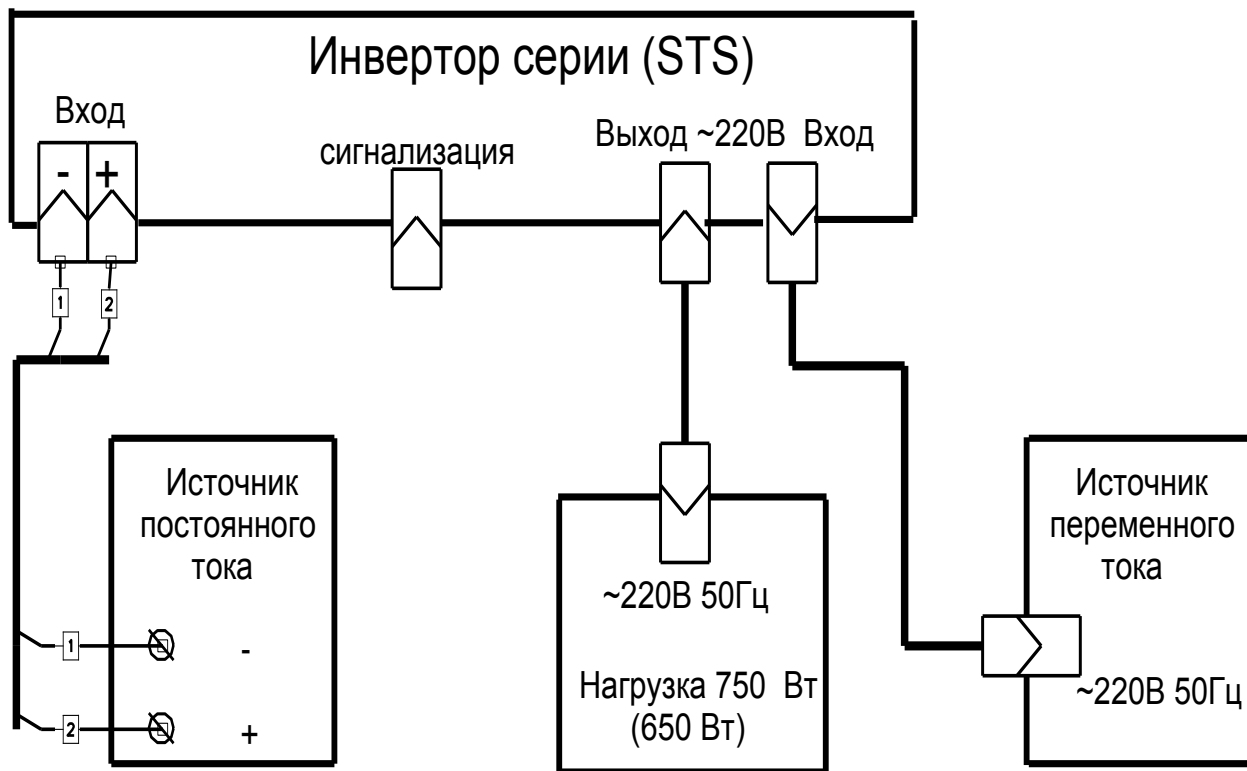 Инвертор серии (STS)
Вход
сигнализация
Выход ~220В Вход
- +
1 2
Источник
постоянного
тока
1 -
2 +
~220В 50Гц
Нагрузка 750 Вт
(650 Вт)
Источник
переменного
тока
~220В 50Гц